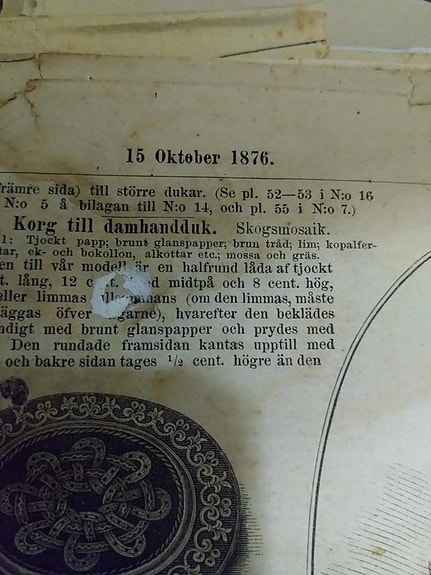 15 Oktober 1876.
främre sida) till större dukar. (Se pl. 52—53 i N:o 16
N:o 5 å bilagan till N:o 14, och pl. 55 i N:o 7.)
Korg till damhandduk. Skogsmosaik.
l: Tjockt papp; brunt glanspapper; brun tråd; lim; kopalfer-
tar, ek- och bokollon, alkottar etc.; mossa och gräs.
en till vår modell är en halfrund låda af tjockt
t. lång, 12 midtpå och 8 cent. hög,
eller limmas (om den limmas, måste
läggas öfver hvarefter den beklädes
ndigt med brunt glanspapper och prydes med
Den rundade framsidan kantas upptill med
och bakre sidan tages 1/2 cent. högre än den